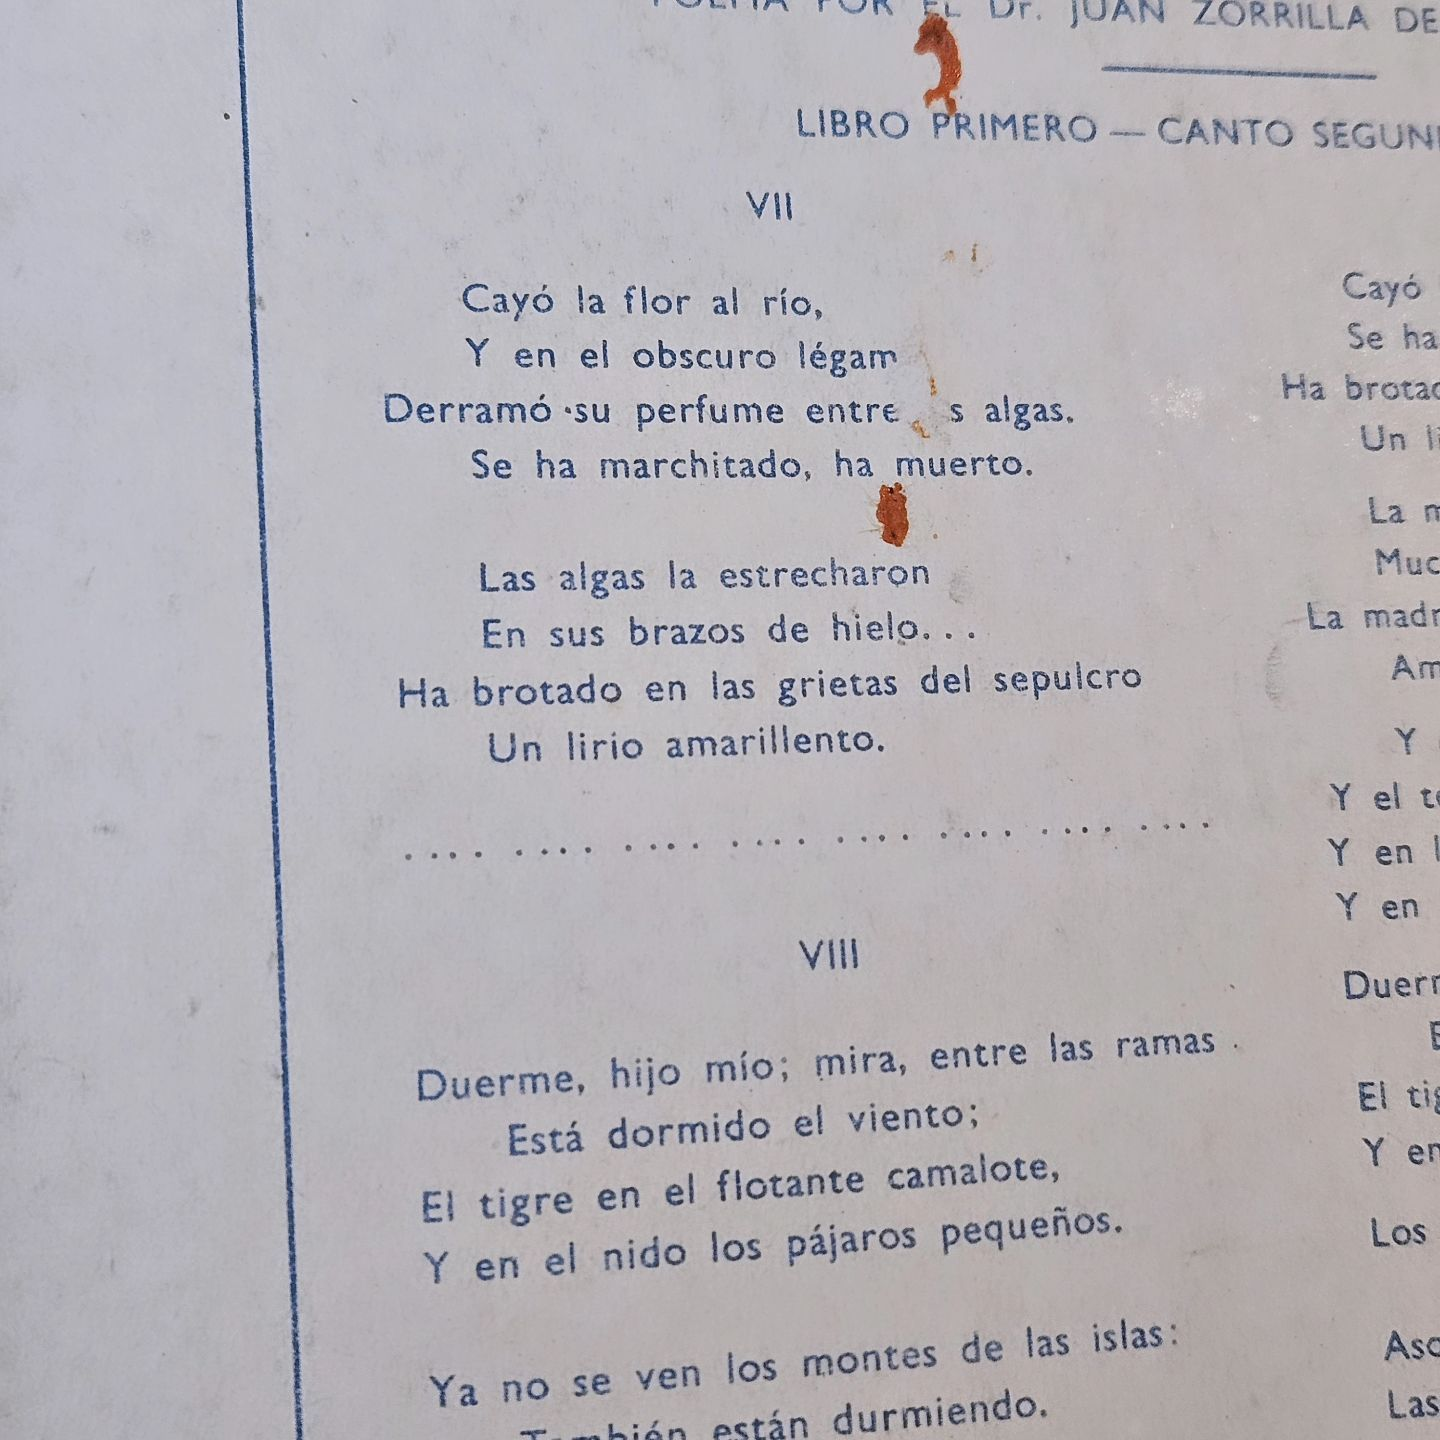 POEMA POR EL Dr. JUAN ZORRILLA DE
LIBRO PRIMERO — CANTO
VII
Cayó la flor al río,
Y en el obscuro légam
Derramó su perfume entre s algas.
Se ha marchitado, ha muerto.
Las algas la estrecharon
En sus brazos de hielo...
Ha brotado en las grietas del sepulcro
Un lirio amarillento.
.... .... .... .... .... .... .... ....
VIII
Duerme, hijo mío; mira, entre las ramas
Está dormido el viento;
El tigre en el flotante camalote,
Y en el nido los pájaros pequeños.
Ya no se ven los montes de las islas:
También están durmiendo.
Cayó
Se ha
Ha
Un
La
La
Y
Y el
Y en
Y en
El
Y
Los
Las